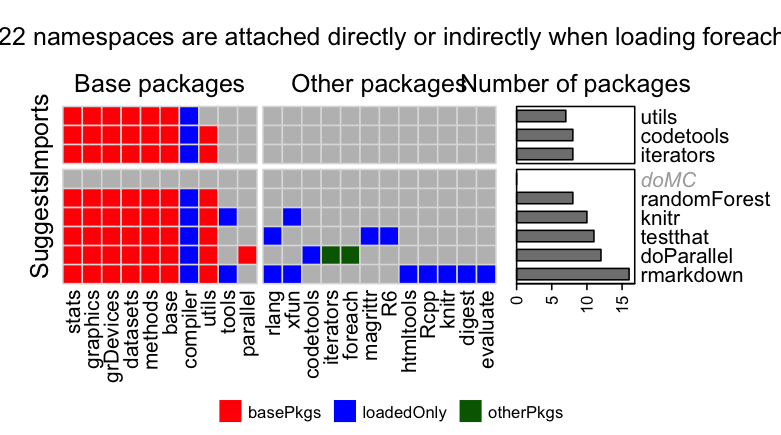 22 namespaces are attached directly or indirectly when loading foreach
Base packages
Other packages
Number of packages
Imports
Suggests
utils
codetools
iterators
doMC
randomForest
knitr
testthat
doParallel
rmarkdown
stats
graphics
grDevices
datasets
methods
base
compiler
utils
tools
parallel
rlang
xfun
codetools
iterators
foreach
magrittr
R6
htmltools
Rcpp
knitr
digest
evaluate
0 5 10 15
basePkgs loadedOnly otherPkgs